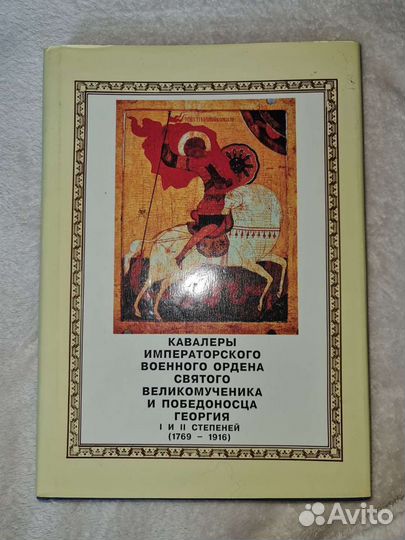 КАВАЛЕРЫ
ИМПЕРАТОРСКОГО
ВОЕННОГО ОРДЕНА
СВЯТОГО
ВЕЛИКОМУЧЕНИКА
И ПОБЕДОНОСЦА
ГЕОРГИЯ
I И II СТЕПЕНЕЙ
(1769 – 1916)
Avito